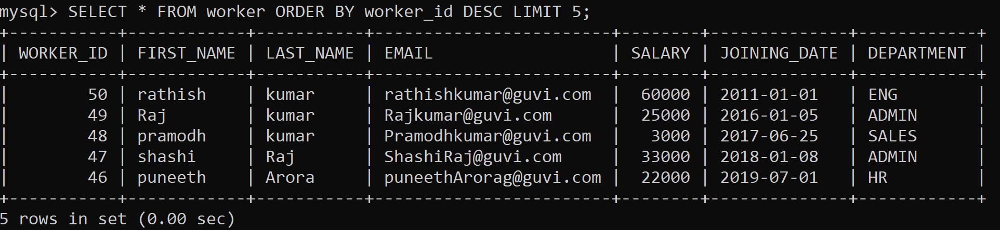 mysql> SELECT * FROM worker ORDER BY worker_id DESC LIMIT 5;
+-----------+------------+-----------+------------------------+--------+--------------+------------+
| WORKER_ID | FIRST_NAME | LAST_NAME | EMAIL                  | SALARY | JOINING_DATE | DEPARTMENT |
+-----------+------------+-----------+------------------------+--------+--------------+------------+
|        50 | rathish    | kumar     | rathishkumar@guvi.com  |  60000 | 2011-01-01   | ENG        |
|        49 | Raj        | kumar     | Rajkumar@guvi.com      |  25000 | 2016-01-05   | ADMIN      |
|        48 | pramodh    | kumar     | Pramodhkumar@guvi.com  |   3000 | 2017-06-25   | SALES      |
|        47 | shashi     | Raj       | ShashiRaj@guvi.com     |  33000 | 2018-01-08   | ADMIN      |
|        46 | puneeth    | Arora     | puneethArorag@guvi.com |  22000 | 2019-07-01   | HR         |
+-----------+------------+-----------+------------------------+--------+--------------+------------+
5 rows in set (0.00 sec)